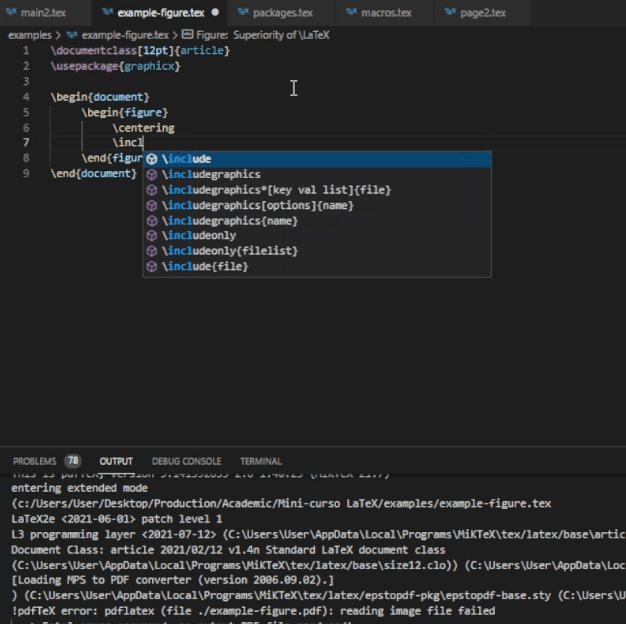 main2.tex example-figure.tex packages.tex macros.tex page2.tex
examples > example-figure.tex > Figure: Superiority of \LaTeX
1 \documentclass[12pt]{article}
2 \usepackage{graphicx}
3
4 \begin{document}
5 \begin{figure}
6 \centering
7 \incl
8 \end{figur
9 \end{document}
\include
\includegraphics
\includegraphics*[key val list]{file}
\includegraphics[options]{name}
\includegraphics{name}
\includeonly
\includeonly{filelist}
\include{file}
PROBLEMS 78 OUTPUT DEBUG CONSOLE TERMINAL
entering extended mode
(c:/Users/User/Desktop/Production/Academic/Mini-curso LaTeX/examples/example-figure.tex
LaTeX2e <2021-06-01> patch level 1
L3 programming layer <2021-07-12> (C:\Users\User\AppData\Local\Programs\MiKTeX\tex/latex/base\artic
Document Class: article 2021/02/12 v1.4n Standard LaTeX document class
(C:\Users\User\AppData\Local\Programs\MiKTeX\tex/latex/base\size12.clo)) (C:\Users\User\AppData\Loc
[Loading MPS to PDF converter (version 2006.09.02).]
) (C:\Users\User\AppData\Local\Programs\MiKTeX\tex/latex/epstopdf-pkg\epstopdf-base.sty (C:\Users\U
!pdfTeX error: pdflatex (file ./example-figure.pdf): reading image file failed